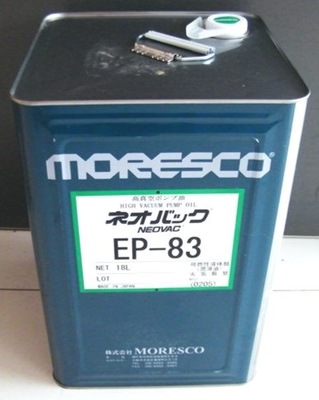 MORESCO
高真空ポンプ油
HIGH VACUUM PUMP OIL
ネオバック
NEOVAC
EP-83
NET 18L
LOT
MADE IN JAPAN
(0205)
株式会社 MORESCO